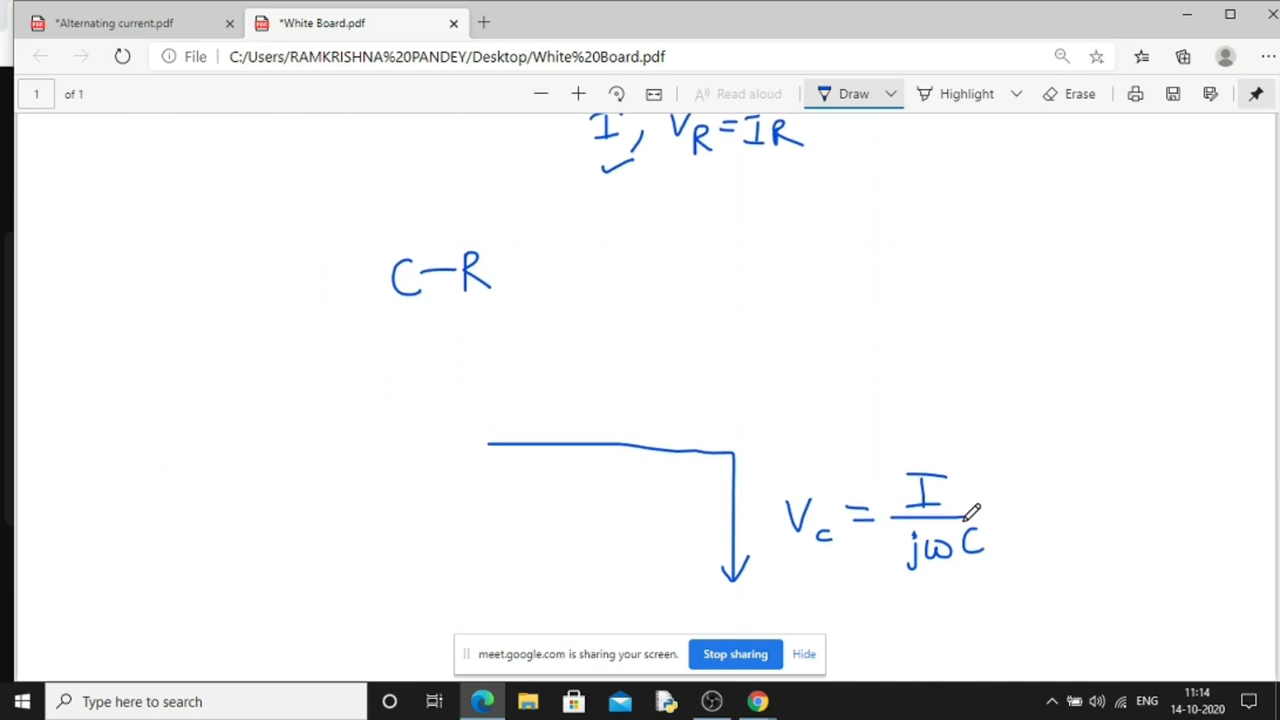 *Alternating current.pdf
*White Board.pdf
File C:/Users/RAMKRISHNA%20PANDEY/Desktop/White%20Board.pdf
1 of 1 Read aloud Draw Highlight Erase
I, V_R = IR
C-R
V_c = I/jωC
meet.google.com is sharing your screen. Stop sharing Hide
Type here to search
ENG
11:14
14-10-2020